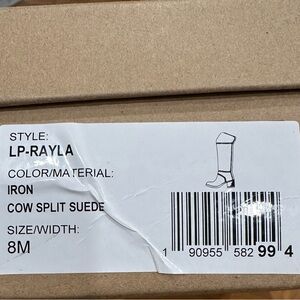 STYLE:
LP-RAYLA
COLOR/MATERIAL:
IRON
COW SPLIT SUEDE
SIZE/WIDTH:
8M
1 90955 582 99 4